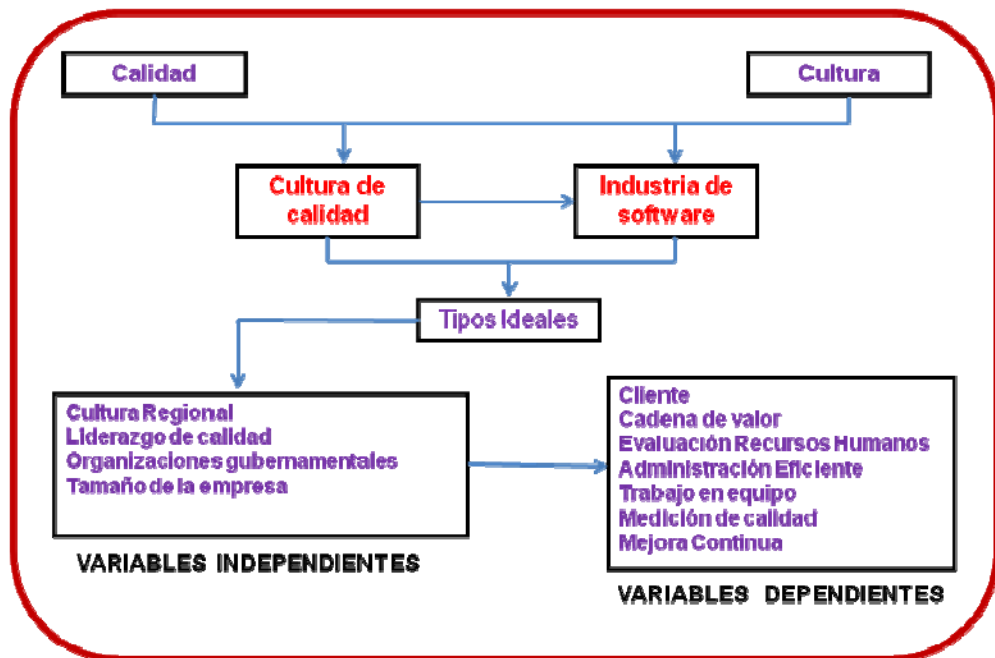 Calidad
Cultura
Cultura de
calidad
Industria de
software
Tipos Ideales
Cultura Regional
Liderazgo de calidad
Organizaciones gubernamentales
Tamaño de la empresa
VARIABLES INDEPENDIENTES
Cliente
Cadena de valor
Evaluación Recursos Humanos
Administración Eficiente
Trabajo en equipo
Medición de calidad
Mejora Continua
VARIABLES DEPENDIENTES